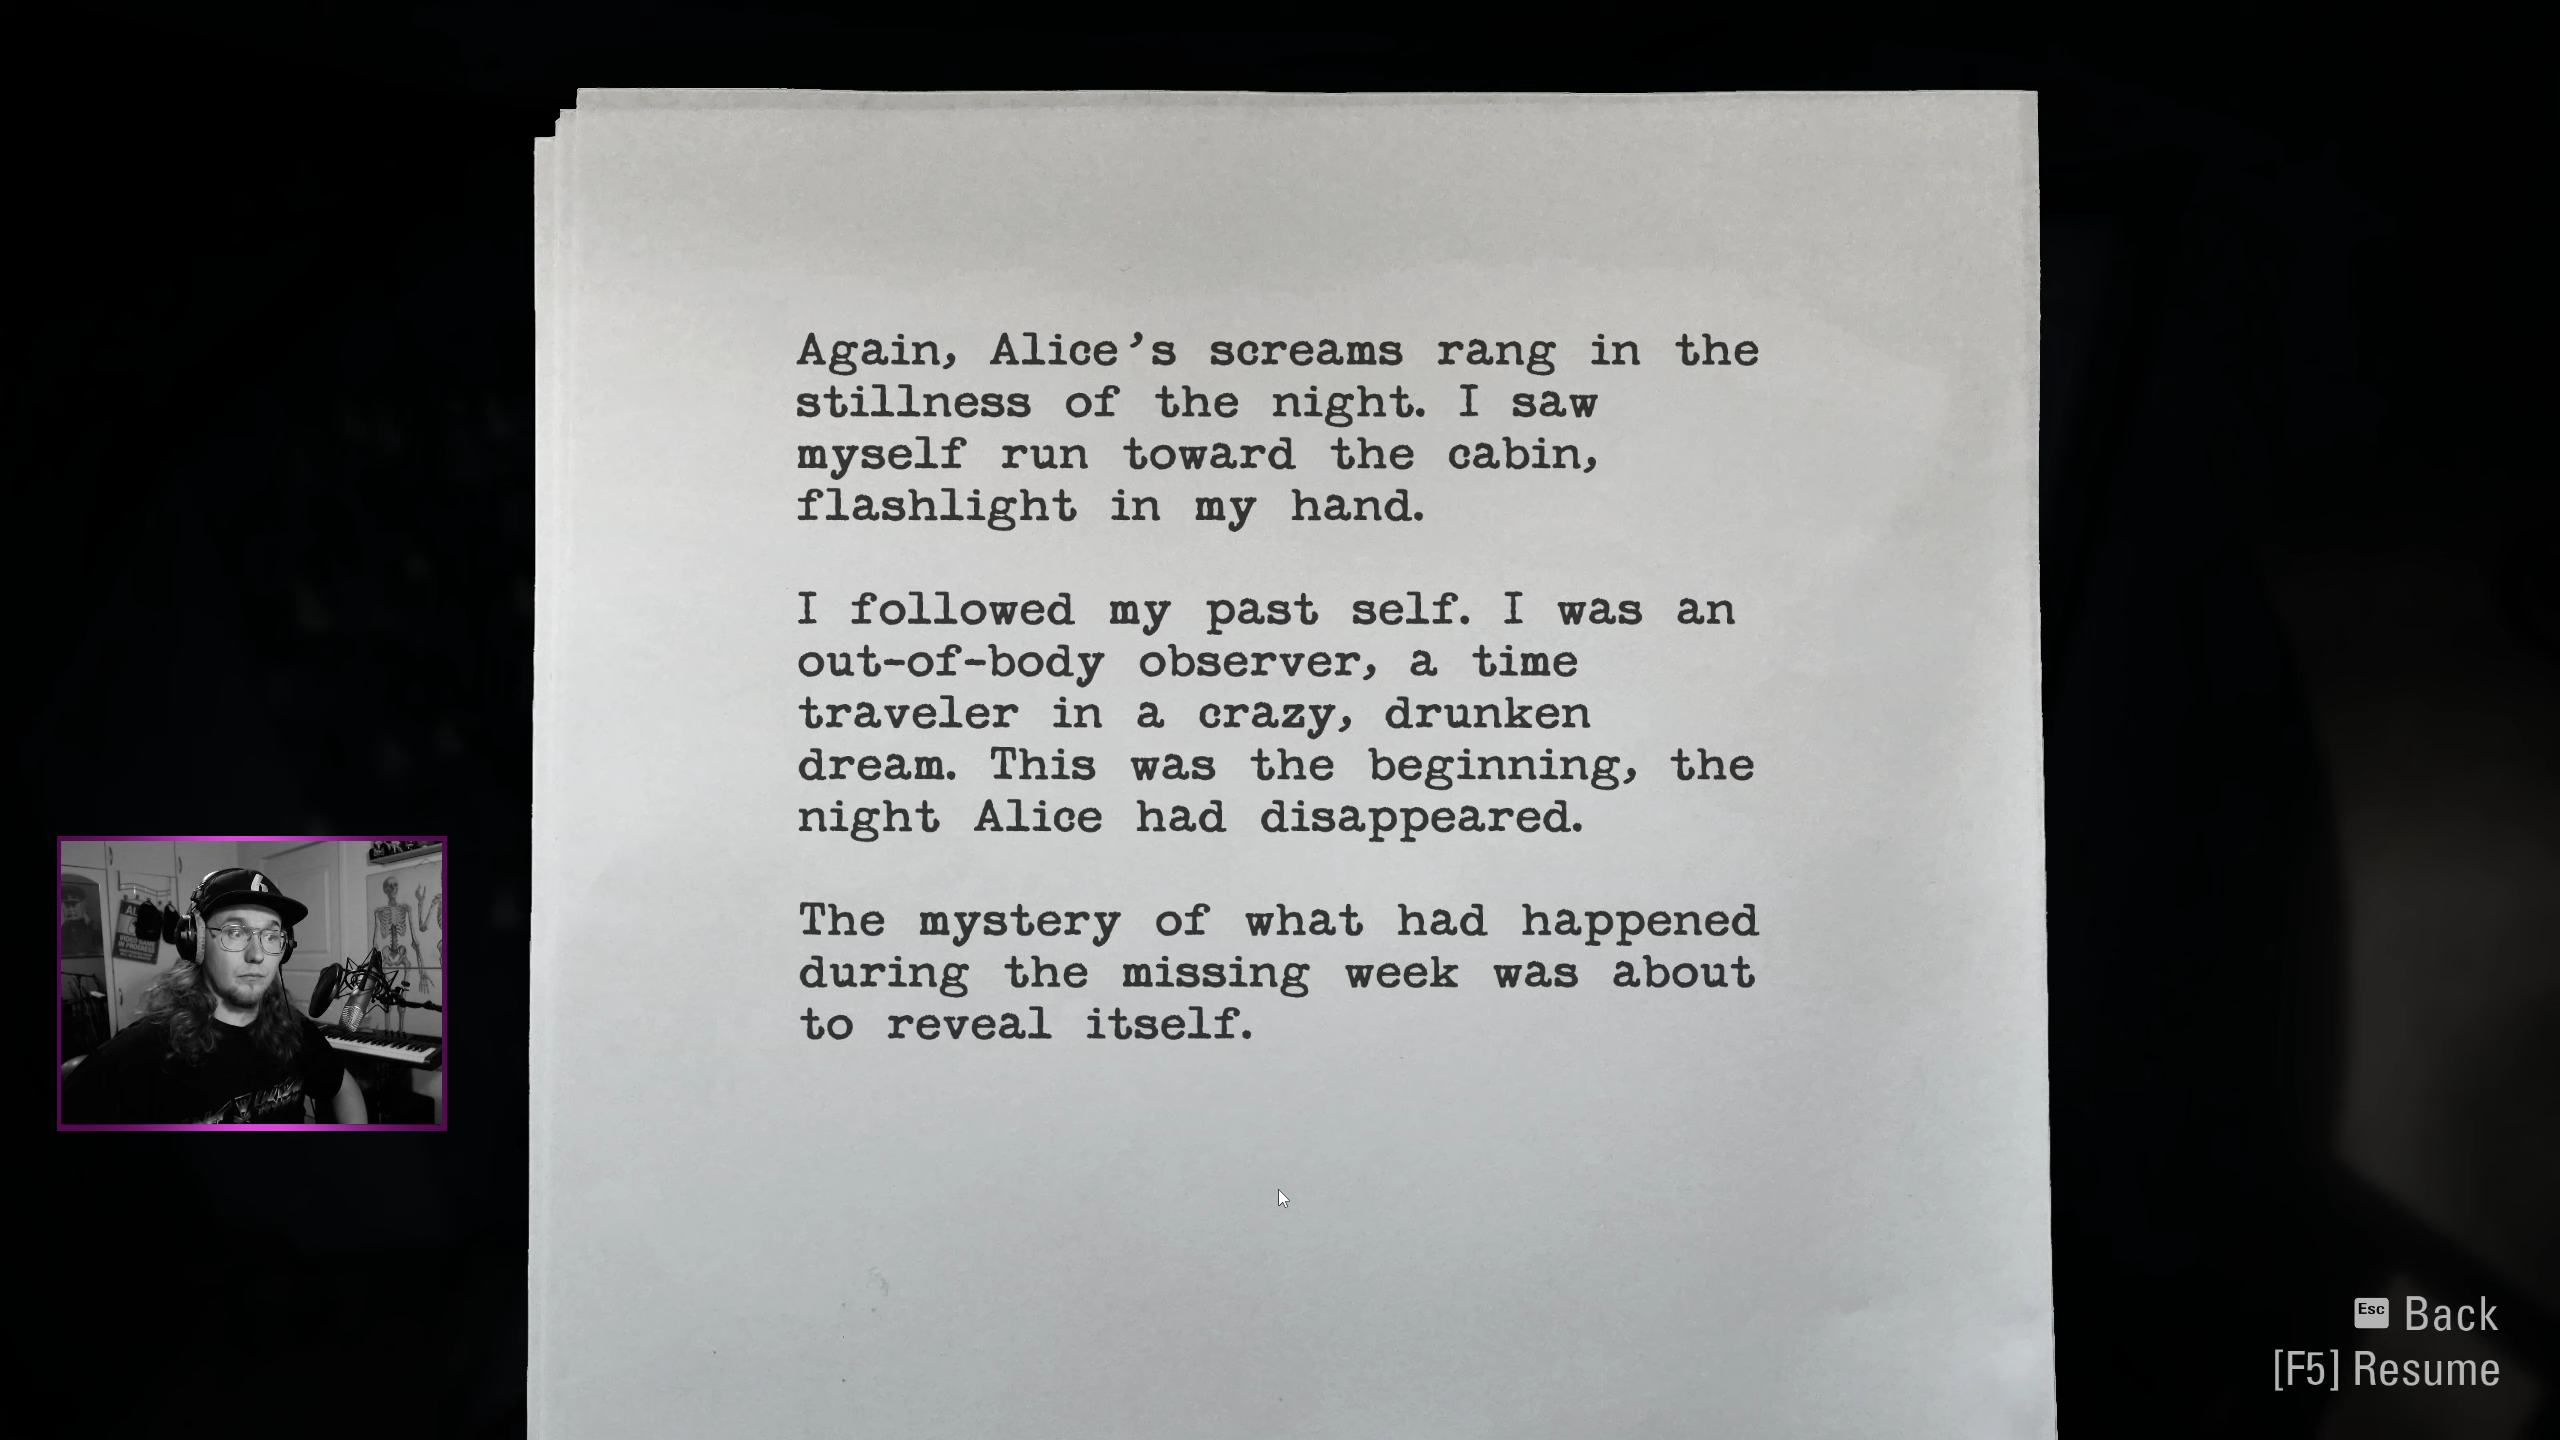 Again, Alice’s screams rang in the
stillness of the night. I saw
myself run toward the cabin,
flashlight in my hand.
I followed my past self. I was an
out-of-body observer, a time
traveler in a crazy, drunken
dream. This was the beginning, the
night Alice had disappeared.
The mystery of what had happened
during the missing week was about
to reveal itself.
Esc Back
[F5] Resume